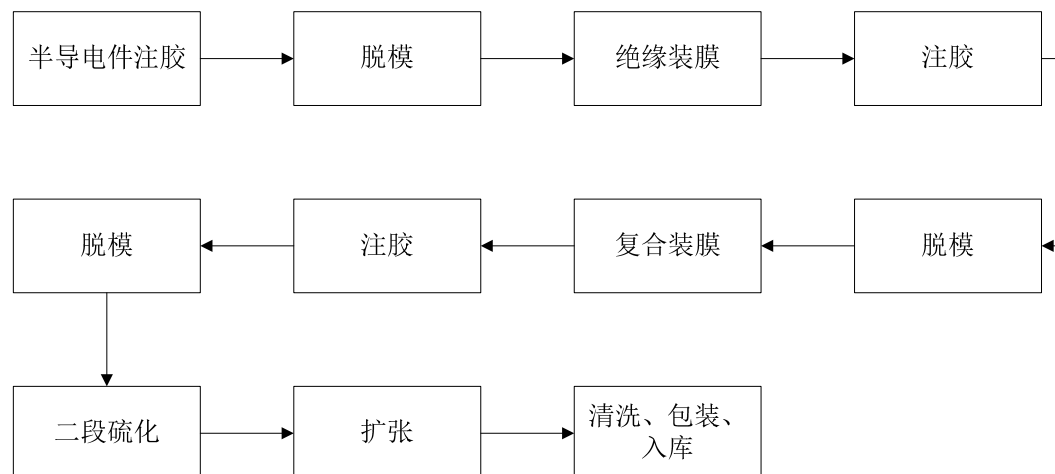 半导电件注胶
脱模
绝缘装膜
注胶
脱模
注胶
复合装膜
脱模
二段硫化
扩张
清洗、包装、
入库